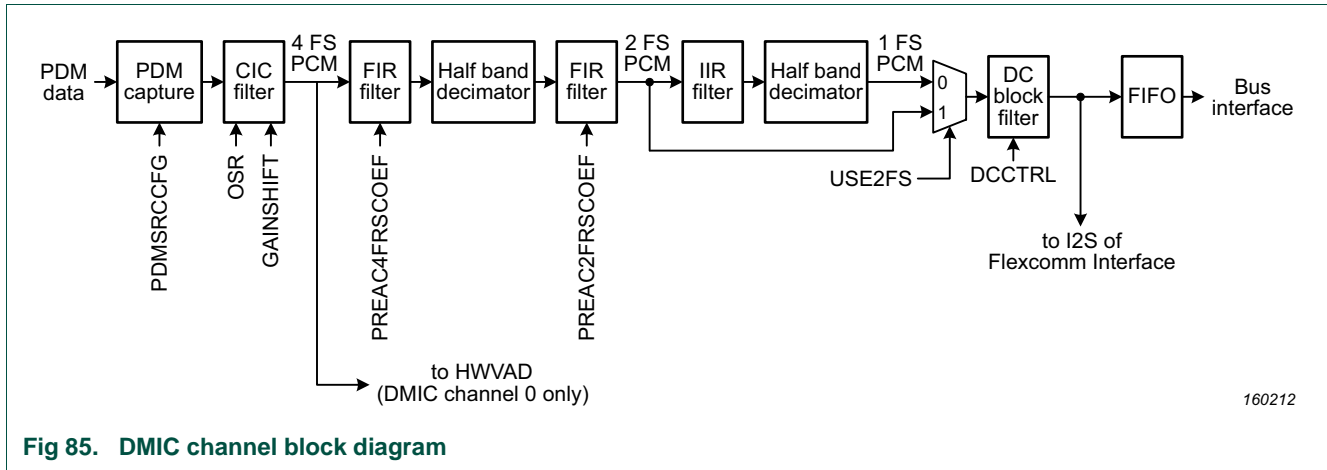 PDM
data
PDM
capture
CIC
filter
4 FS
PCM
FIR
filter
Half band
decimator
FIR
filter
2 FS
PCM
IIR
filter
Half band
decimator
1 FS
PCM
0
1
DC
block
filter
FIFO
Bus
interface
PDMSRCCFG
OSR
GAINSHIFT
PREAC4FRSCOEF
PREAC2FRSCOEF
USE2FS
DCCTRL
to I2S of
Flexcomm Interface
to HWVAD
(DMIC channel 0 only)
160212
Fig 85. DMIC channel block diagram